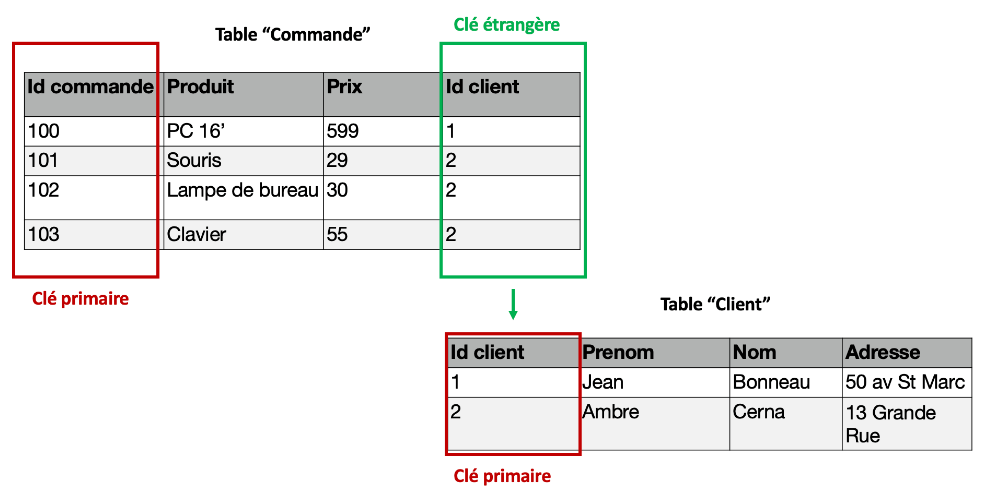 Clé étrangère
Table “Commande”
Id commande Produit Prix Id client
100 PC 16’ 599 1
101 Souris 29 2
102 Lampe de bureau 30 2
103 Clavier 55 2
Clé primaire
Table “Client”
Id client Prenom Nom Adresse
1 Jean Bonneau 50 av St Marc
2 Ambre Cerna 13 Grande
Rue
Clé primaire